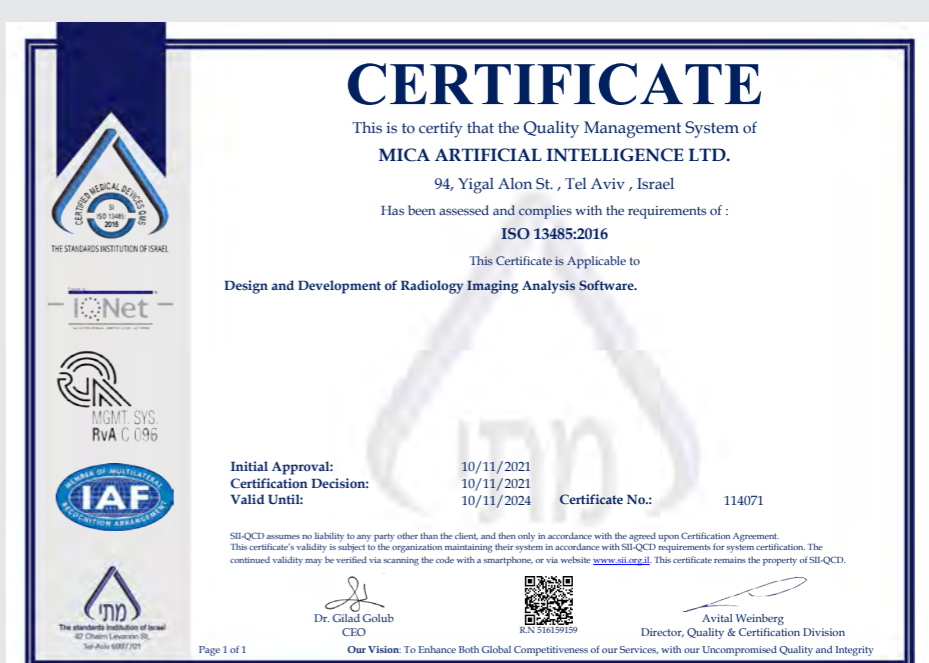 CERTIFICATE
This is to certify that the Quality Management System of
MICA ARTIFICIAL INTELLIGENCE LTD.
94, Yigal Alon St. , Tel Aviv , Israel
Has been assessed and complies with the requirements of :
ISO 13485:2016
This Certificate is Applicable to
Design and Development of Radiology Imaging Analysis Software.
CERTIFIED MEDICAL DEVICES QMS
SI
ISO 13485:
2016
THE STANDARDS INSTITUTION OF ISRAEL
IQNet
MGMT. SYS.
RvA C 096
MEMBER OF MULTILATERAL
IAF
RECOGNITION ARRANGEMENT
מתי
The standards institution of Israel
42 Chaim Levanon St,
Tel-Aviv 6997701
מתי
Initial Approval: 10/11/2021
Certification Decision: 10/11/2021
Valid Until: 10/11/2024 Certificate No.: 114071
SII-QCD assumes no liability to any party other than the client, and then only in accordance with the agreed upon Certification Agreement.
This certificate's validity is subject to the organization maintaining their system in accordance with SII-QCD requirements for system certification. The
continued validity may be verified via scanning the code with a smartphone, or via website www.sii.org.il. This certificate remains the property of SII-QCD.
Dr. Gilad Golub
CEO
R.N 516159159
Avital Weinberg
Director, Quality & Certification Division
Page 1 of 1
Our Vision: To Enhance Both Global Competitiveness of our Services, with our Uncompromised Quality and Integrity